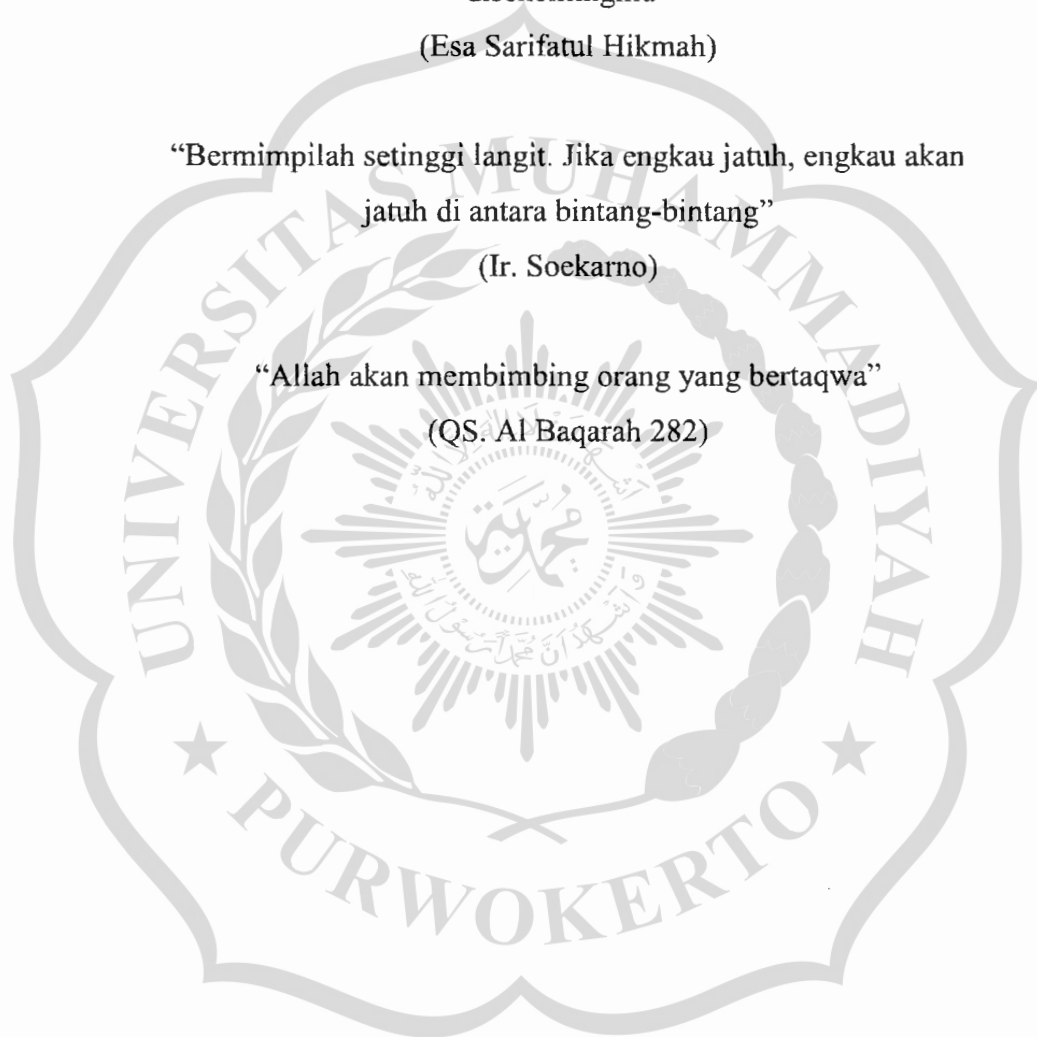 (Esa Sarifatul Hikmah)
“Bermimpilah setinggi langit. Jika engkau jatuh, engkau akan
jatuh di antara bintang-bintang”
(Ir. Soekarno)
“Allah akan membimbing orang yang bertaqwa”
(QS. Al Baqarah 282)
UNIVERSITAS MUHAMMADIYAH
PURWOKERTO